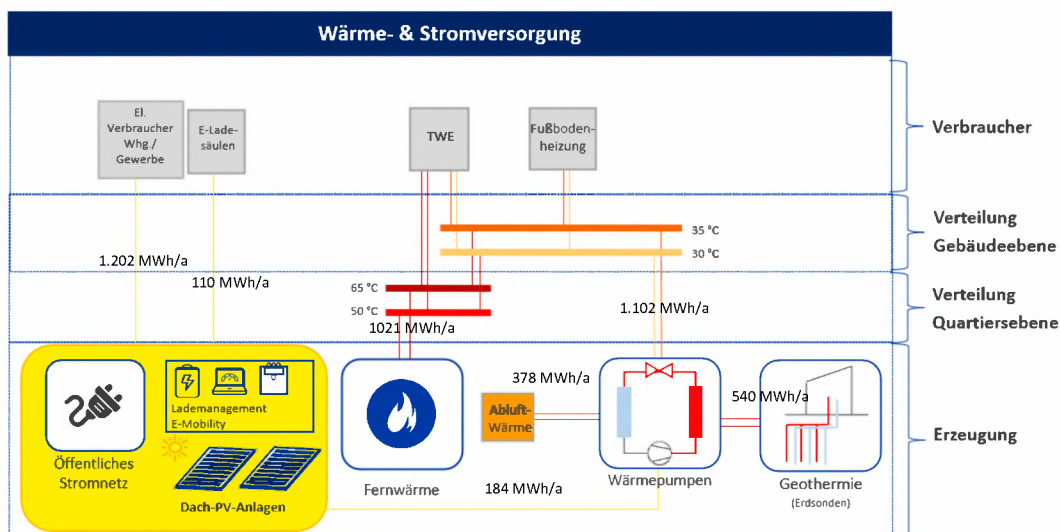 Wärme- & Stromversorgung
El.
Verbraucher
Whg./
Gewerbe
E-Lade-
säulen
TWE
Fußboden-
heizung
Verbraucher
35 °C
30 °C
Verteilung
Gebäudeebene
1.202 MWh/a
110 MWh/a
65 °C
50 °C
1021 MWh/a
1.102 MWh/a
Verteilung
Quartiersebene
Lademanagement
E-Mobility
Öffentliches
Stromnetz
Dach-PV-Anlagen
Fernwärme
378 MWh/a
Abluft-
Wärme
184 MWh/a
Wärmepumpen
540 MWh/a
Geothermie
(Erdsonden)
Erzeugung